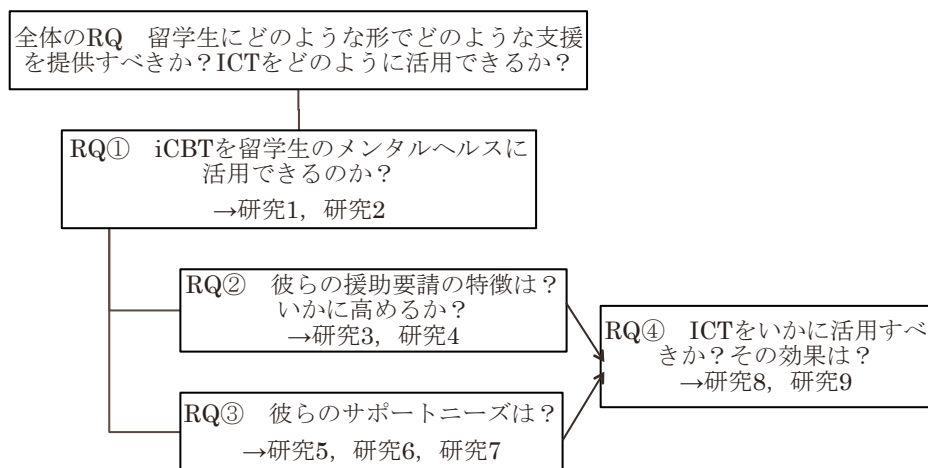 全体のRQ　留学生にどのような形でどのような支援
を提供すべきか？ICTをどのように活用できるか？
RQ①　iCBTを留学生のメンタルヘルスに
活用できるのか？
→研究1，研究2
RQ②　彼らの援助要請の特徴は？
いかに高めるか？
→研究3，研究4
RQ③　彼らのサポートニーズは？
→研究5，研究6，研究7
RQ④　ICTをいかに活用すべ
きか？その効果は？
→研究8，研究9